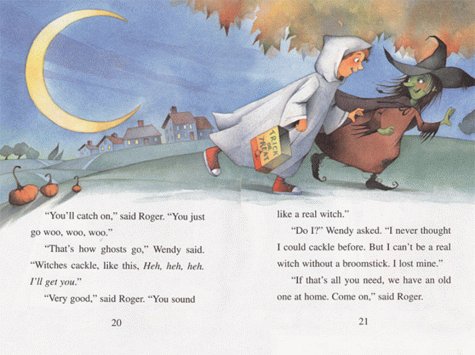 TRICK
OR
TREAT
"You'll catch on," said Roger. "You just
go woo, woo, woo."
"That's how ghosts go," Wendy said.
"Witches cackle, like this, Heh, heh, heh.
I'll get you."
"Very good," said Roger. "You sound
20
like a real witch."
"Do I?" Wendy asked. "I never thought
I could cackle before. But I can't be a real
witch without a broomstick. I lost mine."
"If that's all you need, we have an old
one at home. Come on," said Roger.
21